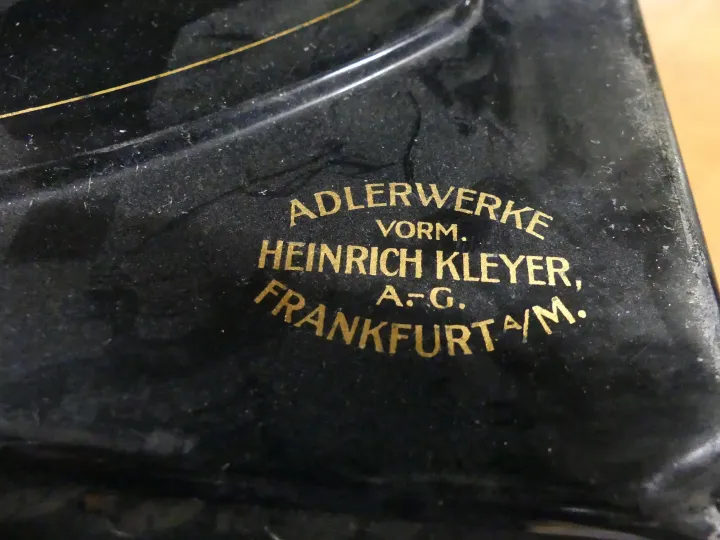 ADLERWERKE
VORM.
HEINRICH KLEYER,
A.-G.
FRANKFURT A/M.